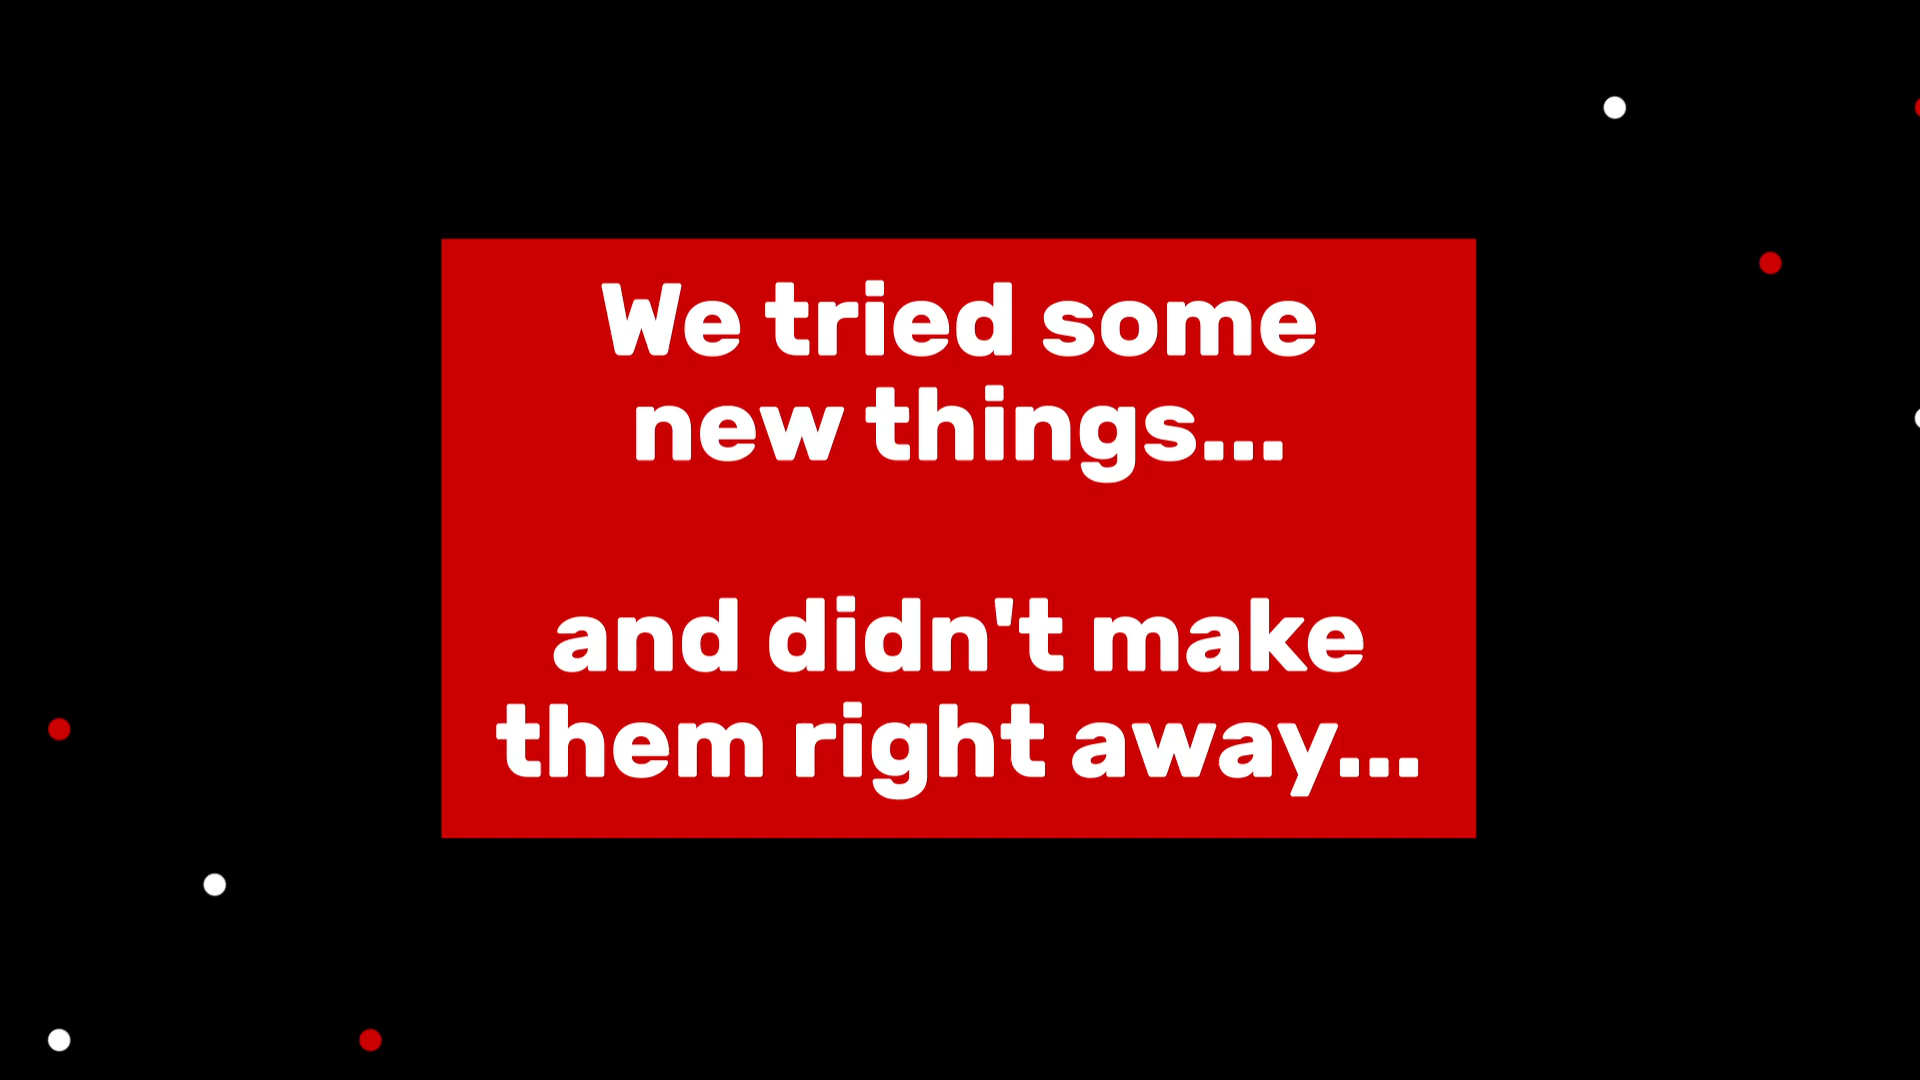 We tried some
new things...
and didn't make
them right away...